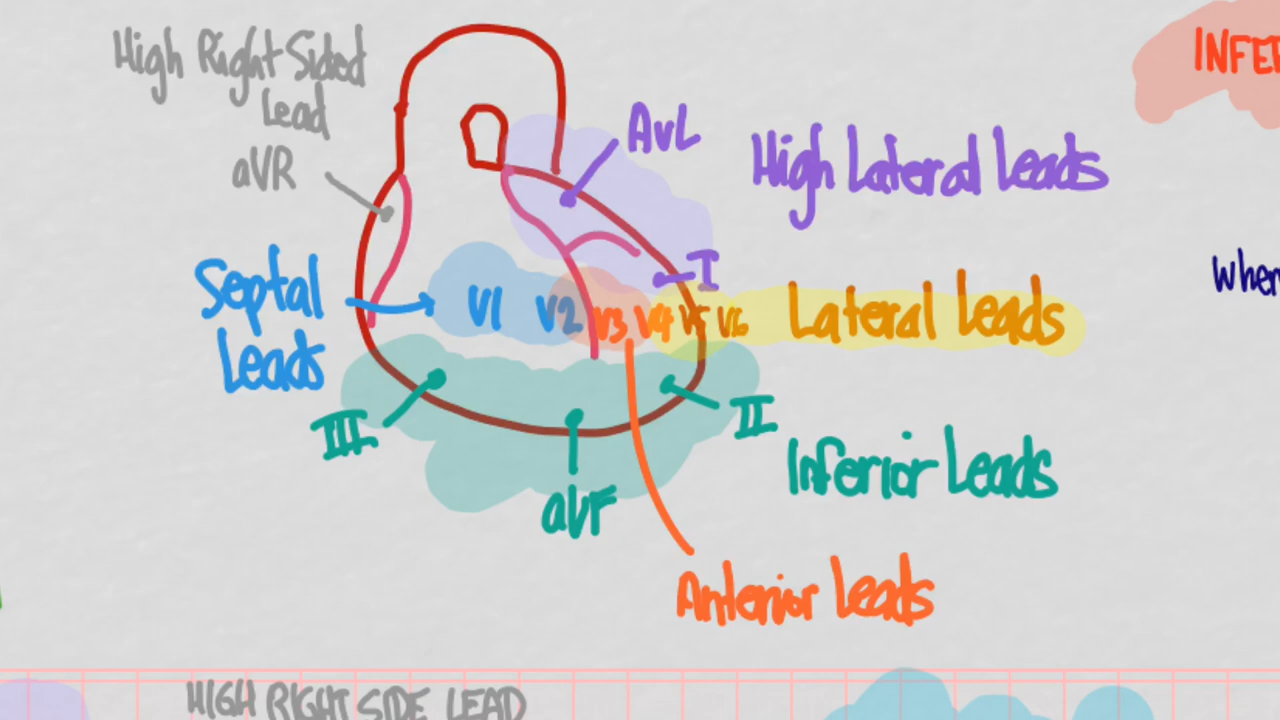 High Right Sided
Lead
aVR
AvL
High Lateral Leads
I
Septal
Leads
V1 V2 V3 V4 V5 V6
Lateral Leads
III
aVF
II
Inferior Leads
Anterior Leads
HIGH RIGHT SIDE LEAD